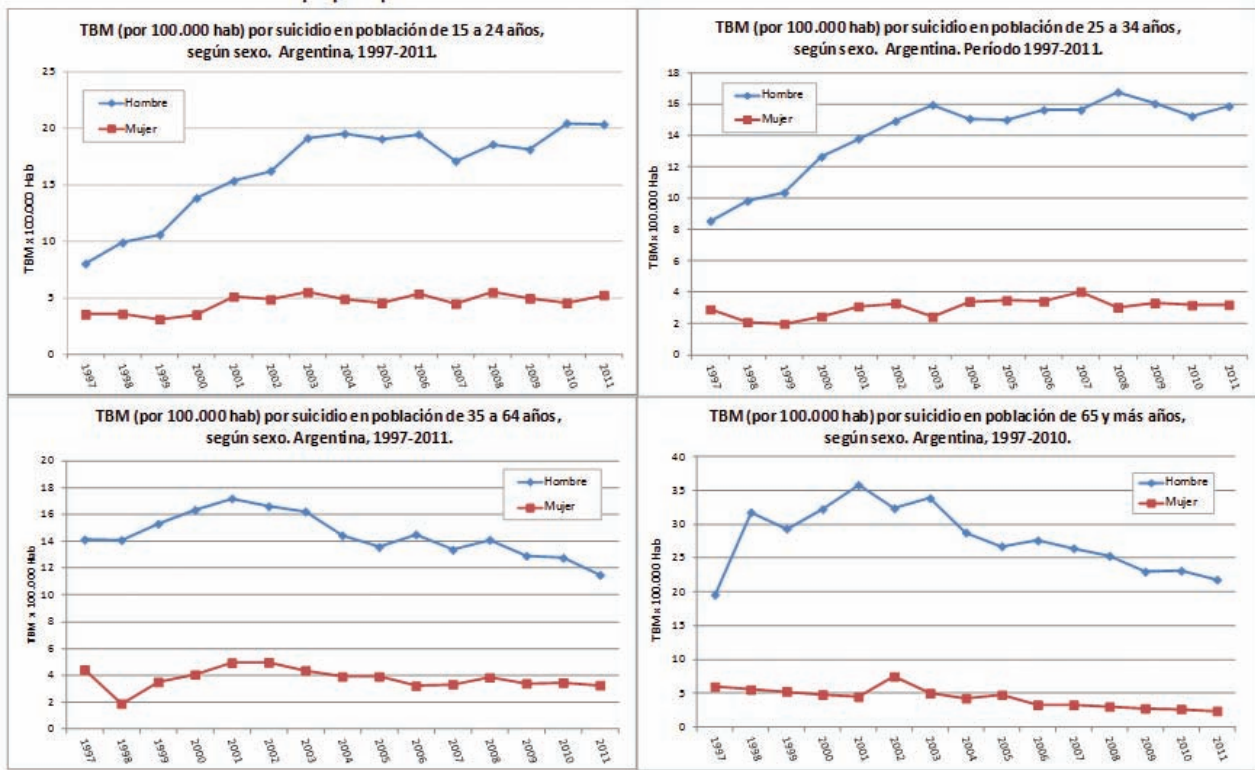 TBM (por 100.000 hab) por suicidio en población de 15 a 24 años,
según sexo. Argentina, 1997-2011.
25
20
15
10
5
0
TBM x 100.000 Hab
Hombre
Mujer
1997 1998 1999 2000 2001 2002 2003 2004 2005 2006 2007 2008 2009 2010 2011
TBM (por 100.000 hab) por suicidio en población de 25 a 34 años,
según sexo. Argentina. Período 1997-2011.
18
16
14
12
10
8
6
4
2
0
TBM x 100.000 Hab
Hombre
Mujer
1997 1998 1999 2000 2001 2002 2003 2004 2005 2006 2007 2008 2009 2010 2011
TBM (por 100.000 hab) por suicidio en población de 35 a 64 años,
según sexo. Argentina, 1997-2011.
20
18
16
14
12
10
8
6
4
2
0
TBM x 100.000 Hab
Hombre
Mujer
1997 1998 1999 2000 2001 2002 2003 2004 2005 2006 2007 2008 2009 2010 2011
TBM (por 100.000 hab) por suicidio en población de 65 y más años,
según sexo. Argentina, 1997-2010.
40
35
30
25
20
15
10
5
0
TBM x 100.000 Hab
Hombre
Mujer
1997 1998 1999 2000 2001 2002 2003 2004 2005 2006 2007 2008 2009 2010 2011